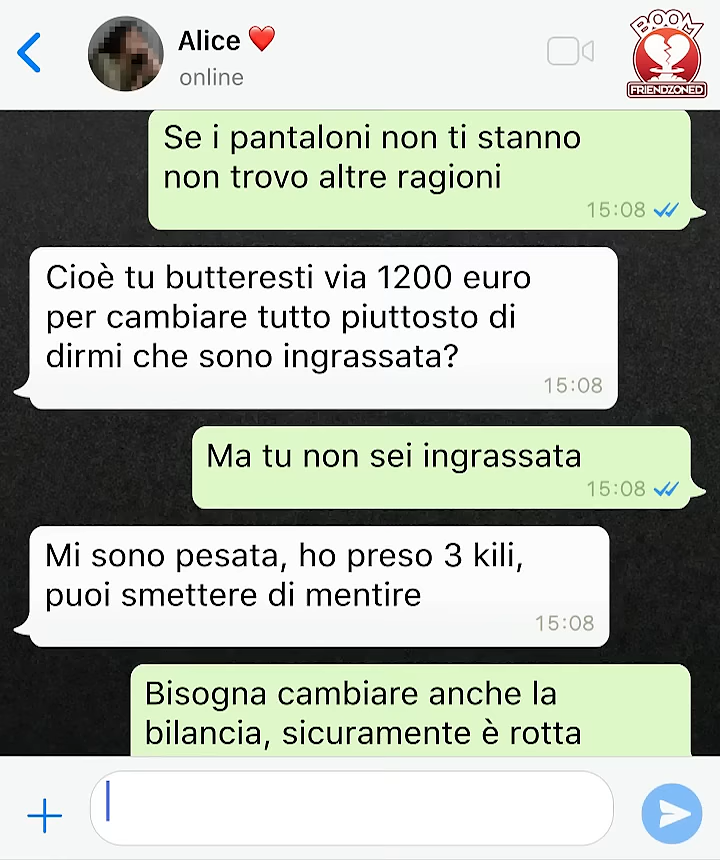 Alice ❤️
online
BOOM
FRIENDZONED
Se i pantaloni non ti stanno
non trovo altre ragioni
15:08
Cioè tu butteresti via 1200 euro
per cambiare tutto piuttosto di
dirmi che sono ingrassata?
15:08
Ma tu non sei ingrassata
15:08
Mi sono pesata, ho preso 3 kili,
puoi smettere di mentire
15:08
Bisogna cambiare anche la
bilancia, sicuramente è rotta